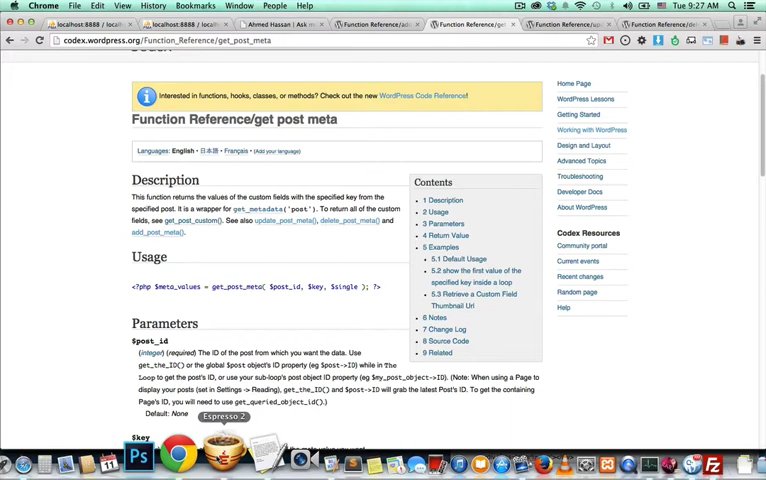 Chrome File Edit View History Bookmarks Window People Help
Tue 9:27 AM
localhost:8888 /
localhost:8888 /
Ahmed Hassan | Ask m
Function Reference/ad
Function Reference/ge
Function Reference/up
Function Reference/de
codex.wordpress.org/Function_Reference/get_post_meta
Interested in functions, hooks, classes, or methods? Check out the new WordPress Code Reference!
Function Reference/get post meta
Languages: English • 日本語 • Français • (Add your language)
Description
This function returns the values of the custom fields with the specified key from the
specified post. It is a wrapper for get_metadata('post'). To return all of the custom
fields, see get_post_custom(). See also update_post_meta(), delete_post_meta() and
add_post_meta().
Usage
<?php $meta_values = get_post_meta( $post_id, $key, $single ); ?>
Parameters
$post_id
(integer) (required) The ID of the post from which you want the data. Use
get_the_ID() or the global $post object's ID property (eg $post->ID) while in The
Loop to get the post's ID, or use your sub-loop's post object ID property (eg $my_post_object->ID). (Note: When using a Page to
display your posts (set in Settings -> Reading), get_the_ID() and $post->ID will grab the latest Post's ID. To get the containing
Page's ID, you will need to use get_queried_object_id().)
Default: None
$key
Contents
1 Description
2 Usage
3 Parameters
4 Return Value
5 Examples
5.1 Default Usage
5.2 show the first value of the
specified key inside a loop
5.3 Retrieve a Custom Field
Thumbnail Url
6 Notes
7 Change Log
8 Source Code
9 Related
Home Page
WordPress Lessons
Getting Started
Working with WordPress
Design and Layout
Advanced Topics
Troubleshooting
Developer Docs
About WordPress
Codex Resources
Community portal
Current events
Recent changes
Random page
Help
Espresso 2
Ps
11
Fz